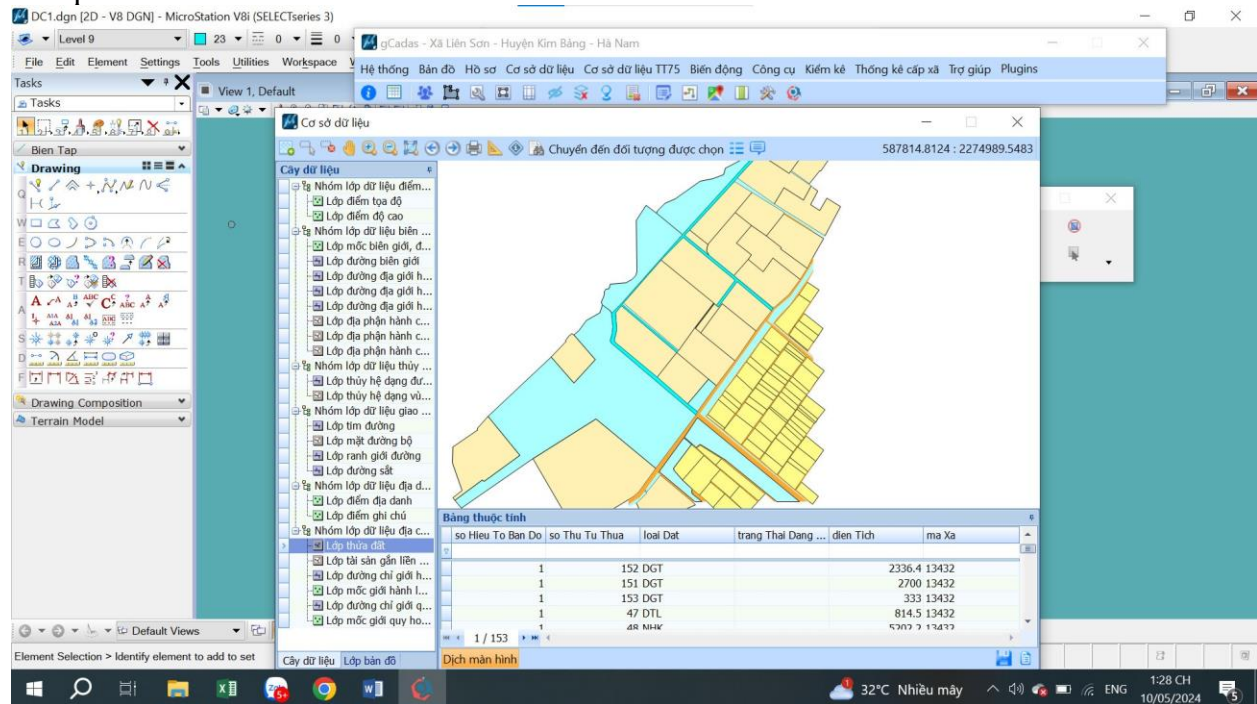 DC1.dgn [2D - V8 DGN] - MicroStation V8i (SELECTseries 3)
Level 9 23 0 0
gCadas - Xã Liên Sơn - Huyện Kim Bảng - Hà Nam
File Edit Element Settings Tools Utilities Workspace
Hệ thống Bản đồ Hồ sơ Cơ sở dữ liệu Cơ sở dữ liệu TT75 Biến động Công cụ Kiểm kê Thống kê cấp xã Trợ giúp Plugins
Tasks
View 1, Default
Tasks
Cơ sở dữ liệu
Bien Tap
Chuyển đến đối tượng được chọn
587814.8124 : 2274989.5483
Drawing
Cây dữ liệu
Nhóm lớp dữ liệu điểm...
Lớp điểm tọa độ
Lớp điểm độ cao
Nhóm lớp dữ liệu biên ...
Lớp mốc biên giới, đ...
Lớp đường biên giới
Lớp đường địa giới h...
Lớp đường địa giới h...
Lớp đường địa giới h...
Lớp địa phận hành c...
Lớp địa phận hành c...
Lớp địa phận hành c...
Nhóm lớp dữ liệu thủy ...
Lớp thủy hệ dạng đư...
Lớp thủy hệ dạng vù...
Nhóm lớp dữ liệu giao ...
Lớp tim đường
Lớp mặt đường bộ
Lớp ranh giới đường
Lớp đường sắt
Nhóm lớp dữ liệu địa d...
Lớp điểm địa danh
Lớp điểm ghi chú
Nhóm lớp dữ liệu địa c...
Lớp thửa đất
Lớp tài sản gắn liền ...
Lớp đường chỉ giới h...
Lớp mốc giới hành l...
Lớp đường chỉ giới q...
Lớp mốc giới quy ho...
Cây dữ liệu Lớp bản đồ
Drawing Composition
Terrain Model
Bảng thuộc tính
so Hieu To Ban Do so Thu Tu Thua loai Dat trang Thai Dang ... dien Tich ma Xa
1 152 DGT 2336.4 13432
1 151 DGT 2700 13432
1 153 DGT 333 13432
1 47 DTL 814.5 13432
1 48 NHK 5202.2 13432
1 / 153
Dịch màn hình
Default Views
Element Selection > Identify element to add to set
32°C Nhiều mây
ENG
1:28 CH
10/05/2024
5